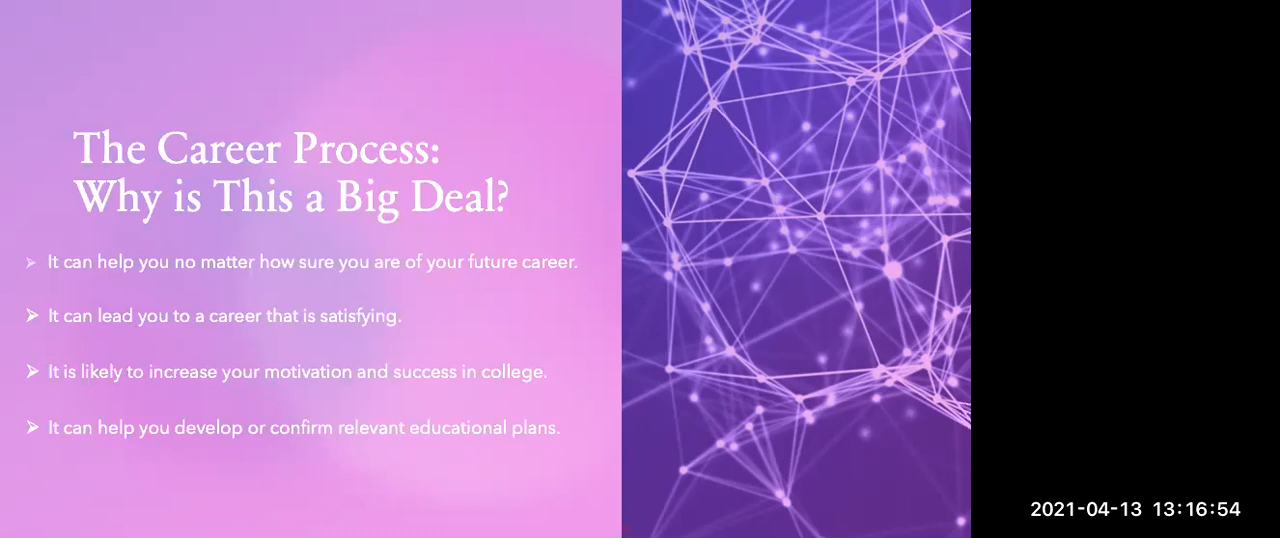 The Career Process:
Why is This a Big Deal?
It can help you no matter how sure you are of your future career.
It can lead you to a career that is satisfying.
It is likely to increase your motivation and success in college.
It can help you develop or confirm relevant educational plans.
2021-04-13 13:16:54